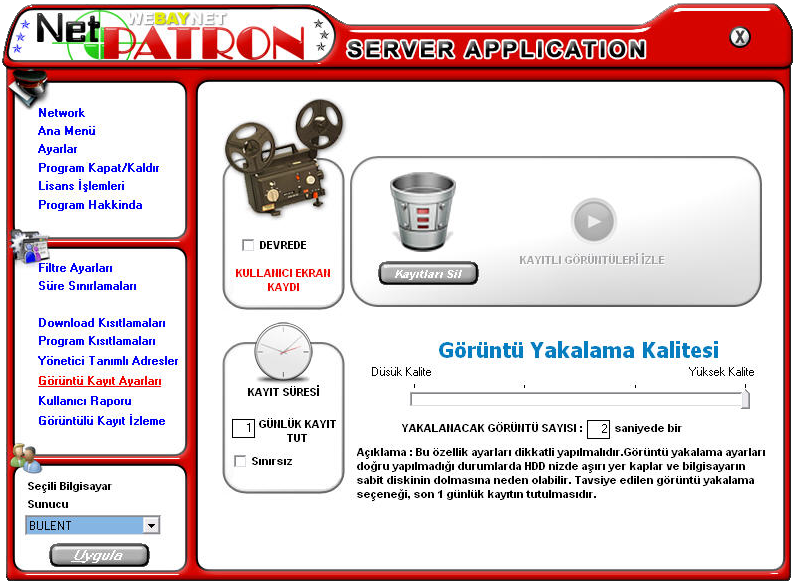 Net
WEBAYNET
PATRON
SERVER APPLICATION
X
Network
Ana Menü
Ayarlar
Program Kapat/Kaldır
Lisans İşlemleri
Program Hakkinda
Filtre Ayarları
Süre Sınırlamaları
Download Kısıtlamaları
Program Kısıtlamaları
Yönetici Tanımlı Adresler
Görüntü Kayıt Ayarları
Kullanıcı Raporu
Görüntülü Kayıt İzleme
Seçili Bilgisayar
Sunucu
BULENT
Uygula
DEVREDE
KULLANICI EKRAN
KAYDI
Kayıtları Sil
KAYITLI GÖRÜNTÜLERİ İZLE
KAYIT SÜRESİ
1 GÜNLÜK KAYIT
TUT
Sınırsız
Görüntü Yakalama Kalitesi
Düsük Kalite
Yüksek Kalite
YAKALANACAK GÖRÜNTÜ SAYISI : 2 saniyede bir
Açıklama : Bu özellik ayarları dikkatli yapılmalıdır.Görüntü yakalama ayarları
doğru yapılmadığı durumlarda HDD nizde aşırı yer kaplar ve bilgisayarın
sabit diskinin dolmasına neden olabilir. Tavsiye edilen görüntü yakalama
seçeneği, son 1 günlük kayıtın tutulmasıdır.